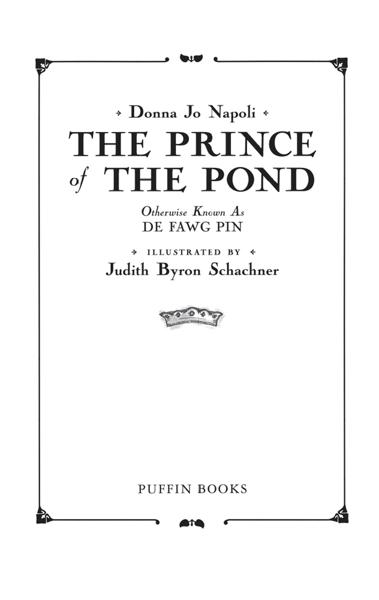 Donna Jo Napoli
THE PRINCE
of THE POND
Otherwise Known As
DE FAWG PIN
ILLUSTRATED BY
Judith Byron Schachner
PUFFIN BOOKS